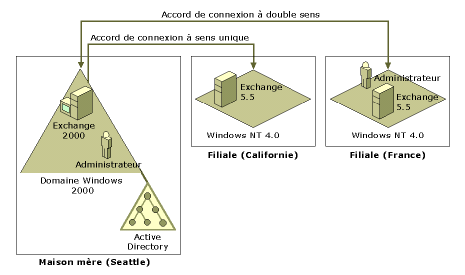 Accord de connexion à double sens
Accord de connexion à sens unique
Exchange
2000
Administrateur
Domaine Windows
2000
Active
Directory
Maison mère (Seattle)
Exchange
5.5
Windows NT 4.0
Filiale (Californie)
Administrateur
Exchange
5.5
Windows NT 4.0
Filiale (France)